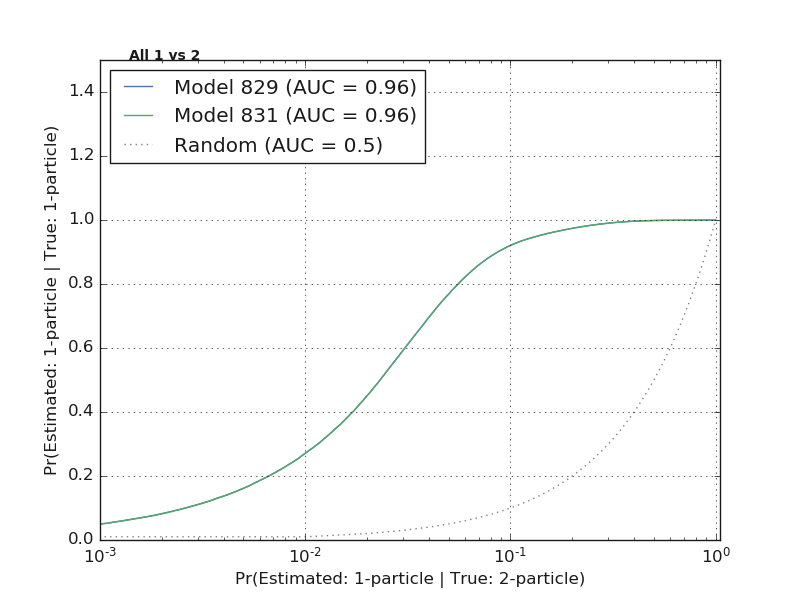 All 1 vs 2
Model 829 (AUC = 0.96)
Model 831 (AUC = 0.96)
Random (AUC = 0.5)
Pr(Estimated: 1-particle | True: 1-particle)
1.4
1.2
1.0
0.8
0.6
0.4
0.2
0.0
10⁻³ 10⁻² 10⁻¹ 10⁰
Pr(Estimated: 1-particle | True: 2-particle)